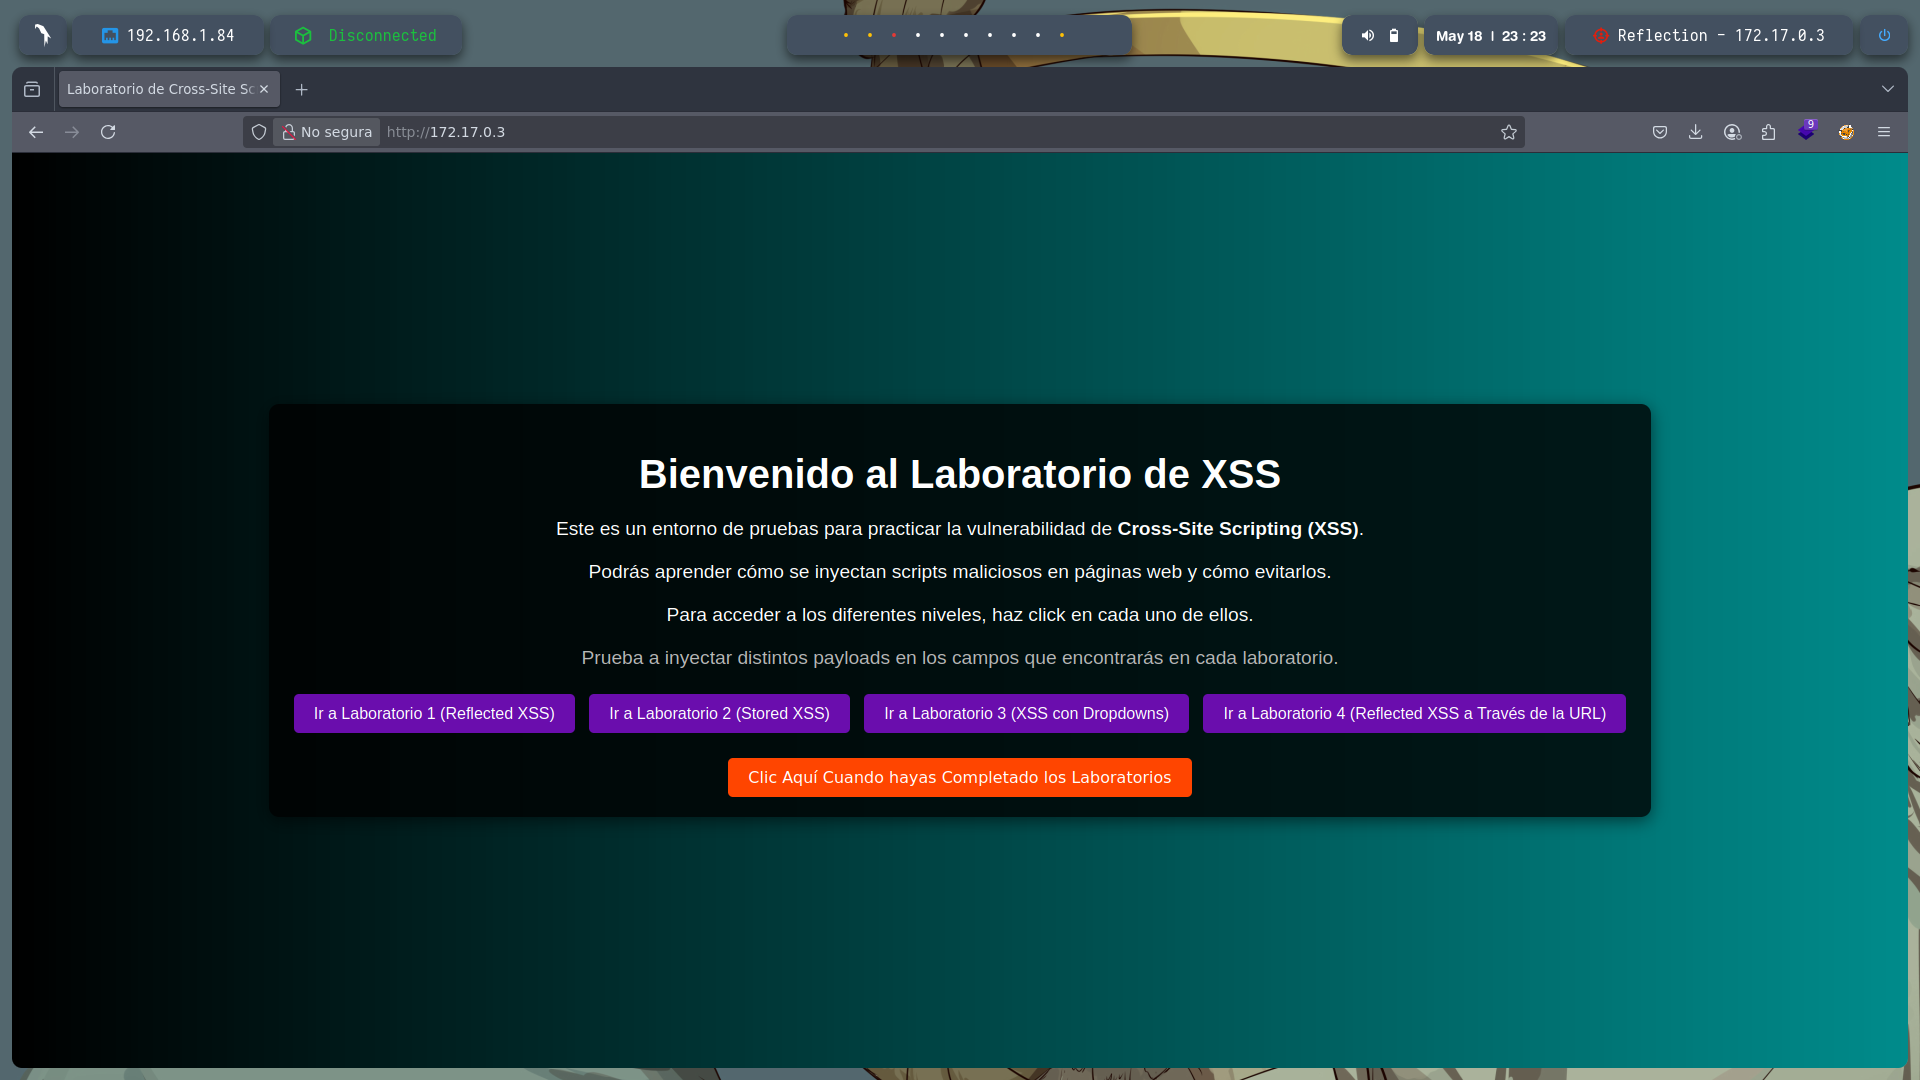 192.168.1.84
Disconnected
May 18 | 23 : 23
Reflection - 172.17.0.3
Laboratorio de Cross-Site Sc
No segura
http://172.17.0.3
9
Bienvenido al Laboratorio de XSS
Este es un entorno de pruebas para practicar la vulnerabilidad de Cross-Site Scripting (XSS).
Podrás aprender cómo se inyectan scripts maliciosos en páginas web y cómo evitarlos.
Para acceder a los diferentes niveles, haz click en cada uno de ellos.
Prueba a inyectar distintos payloads en los campos que encontrarás en cada laboratorio.
Ir a Laboratorio 1 (Reflected XSS)
Ir a Laboratorio 2 (Stored XSS)
Ir a Laboratorio 3 (XSS con Dropdowns)
Ir a Laboratorio 4 (Reflected XSS a Través de la URL)
Clic Aquí Cuando hayas Completado los Laboratorios